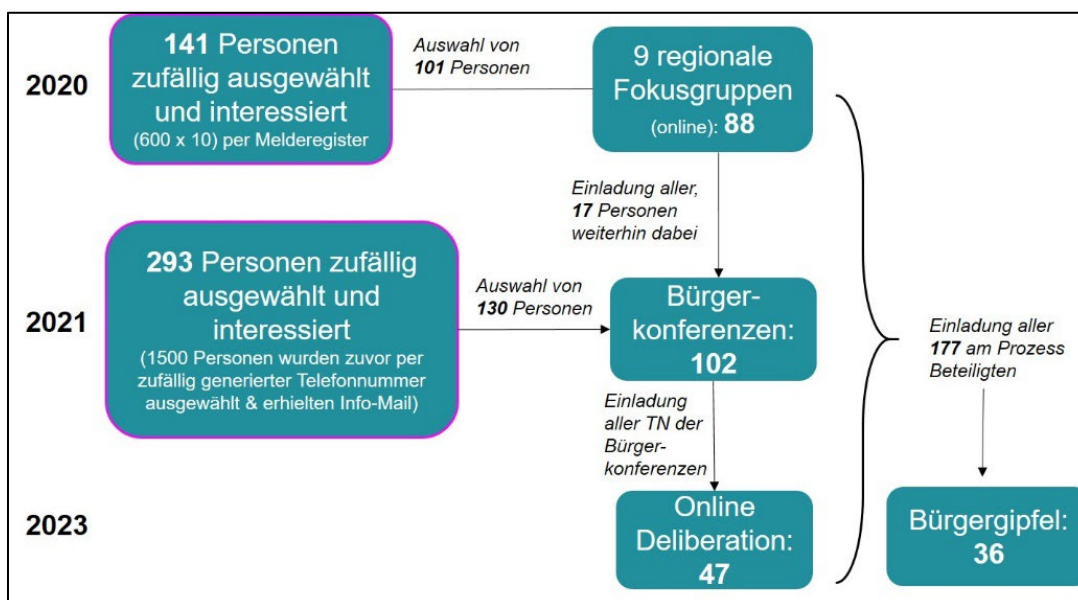 2020
141 Personen
zufällig ausgewählt
und interessiert
(600 x 10) per Melderegister
Auswahl von
101 Personen
9 regionale
Fokusgruppen
(online): 88
Einladung aller,
17 Personen
weiterhin dabei
2021
293 Personen zufällig
ausgewählt und
interessiert
(1500 Personen wurden zuvor per
zufällig generierter Telefonnummer
ausgewählt & erhielten Info-Mail)
Auswahl von
130 Personen
Bürger-
konferenzen:
102
Einladung
aller TN der
Bürger-
konferenzen
Einladung aller
177 am Prozess
Beteiligten
2023
Online
Deliberation:
47
Bürgergipfel:
36